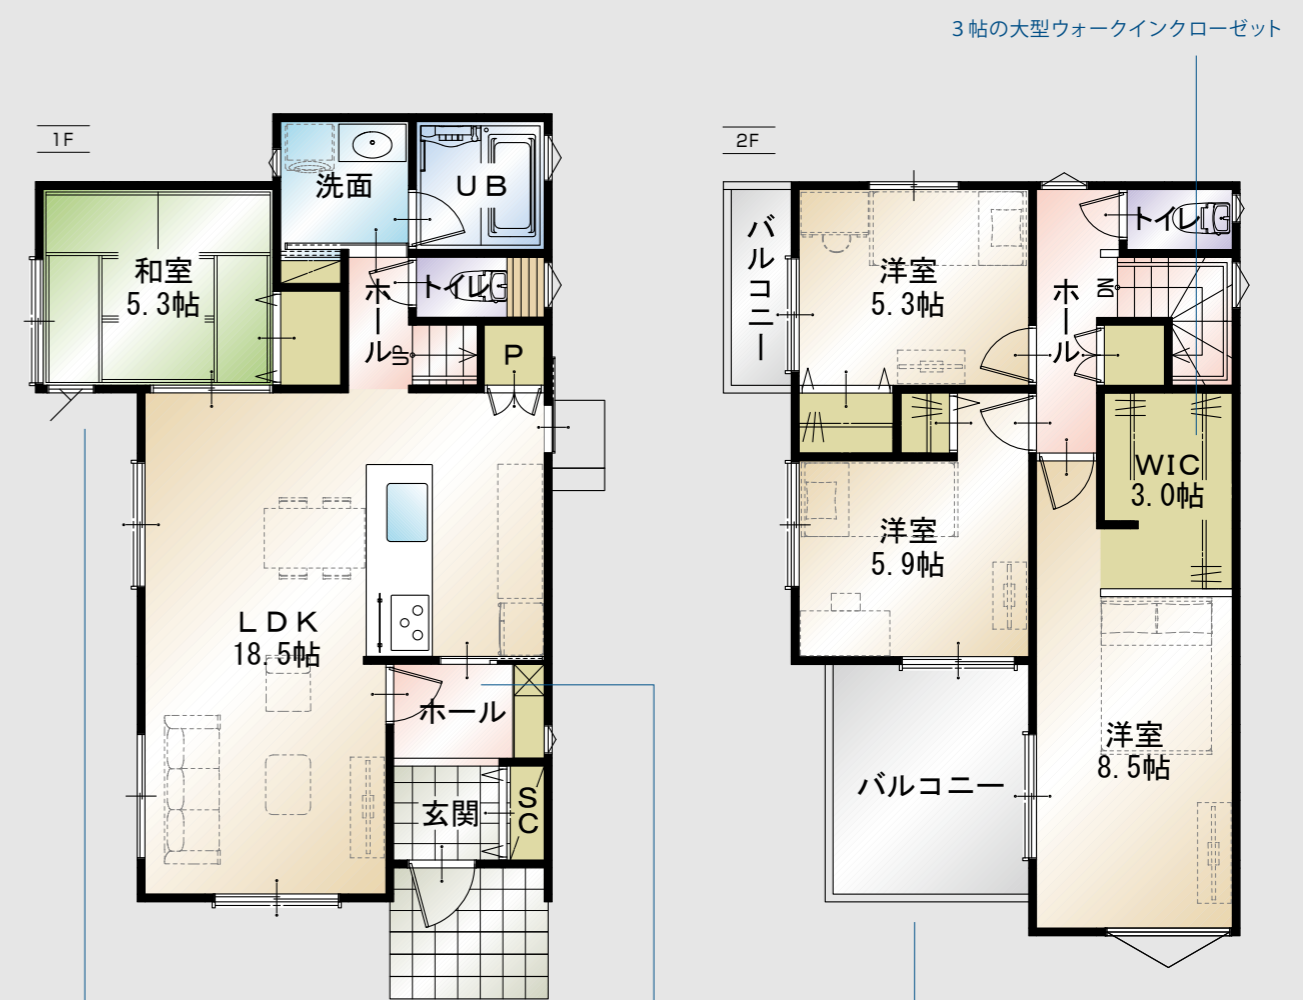 ３帖の大型ウォークインクローゼット
1F
洗面
UB
和室
5.3帖
トイレ
ホール
UP
P
LDK
18.5帖
ホール
玄関
SC
2F
バルコニー
洋室
5.3帖
トイレ
ホール
DN
WIC
3.0帖
洋室
5.9帖
洋室
8.5帖
バルコニー